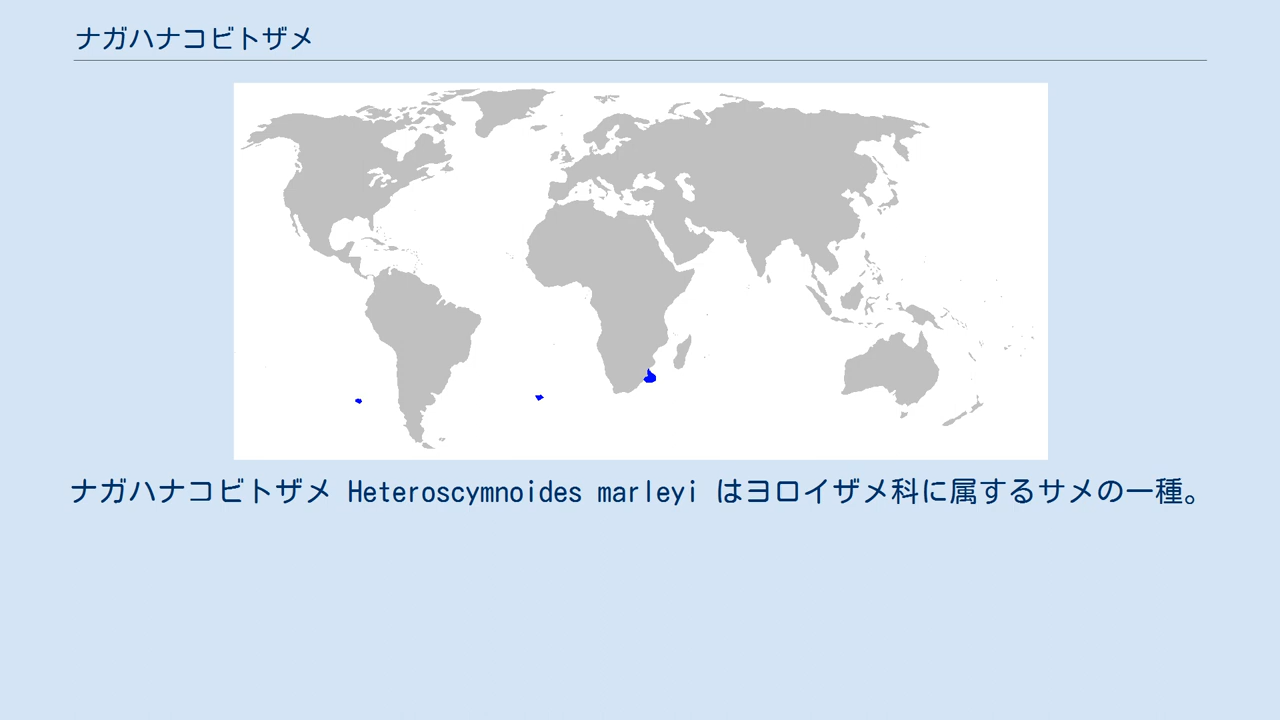 ナガハナコビトザメ
ナガハナコビトザメ Heteroscymnoides marleyi はヨロイザメ科に属するサメの一種。